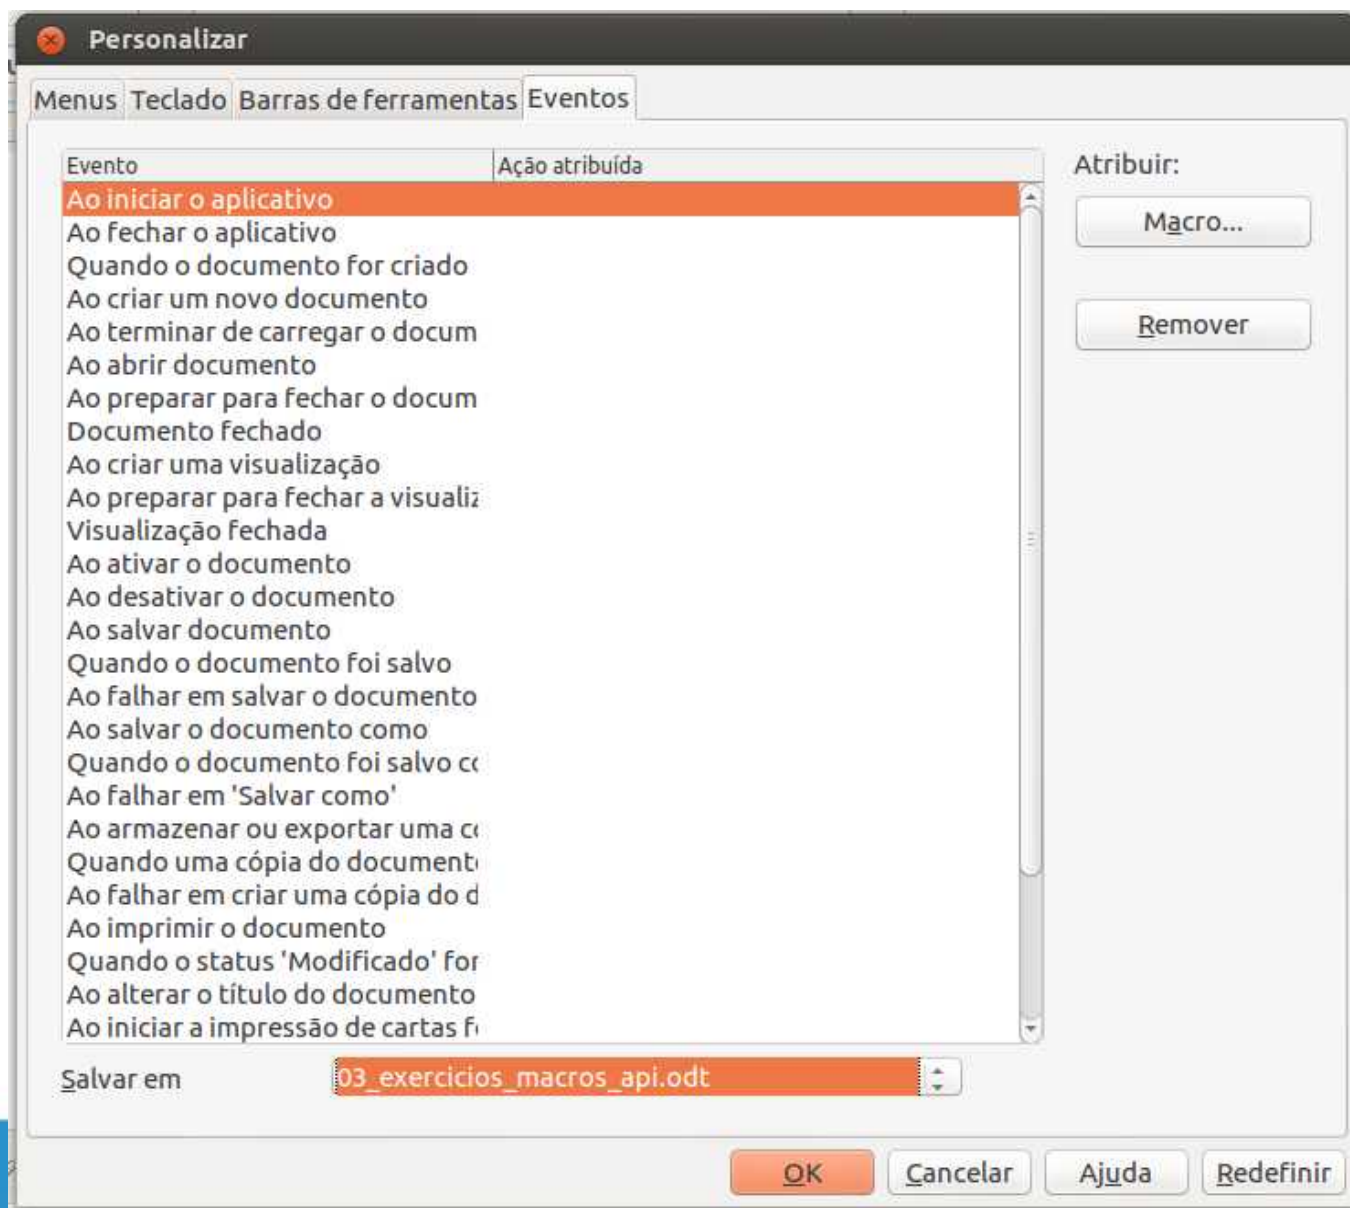 Personalizar
Menus Teclado Barras de ferramentas Eventos
Evento Ação atribuída
Atribuir:
Ao iniciar o aplicativo
Macro...
Ao fechar o aplicativo
Quando o documento for criado
Ao criar um novo documento
Ao terminar de carregar o docum
Remover
Ao abrir documento
Ao preparar para fechar o docum
Documento fechado
Ao criar uma visualização
Ao preparar para fechar a visualiz
Visualização fechada
Ao ativar o documento
Ao desativar o documento
Ao salvar documento
Quando o documento foi salvo
Ao falhar em salvar o documento
Ao salvar o documento como
Quando o documento foi salvo co
Ao falhar em 'Salvar como'
Ao armazenar ou exportar uma co
Quando uma cópia do document
Ao falhar em criar uma cópia do d
Ao imprimir o documento
Quando o status 'Modificado' for
Ao alterar o título do documento
Ao iniciar a impressão de cartas f
Salvar em 03_exercicios_macros_api.odt
OK Cancelar Ajuda Redefinir